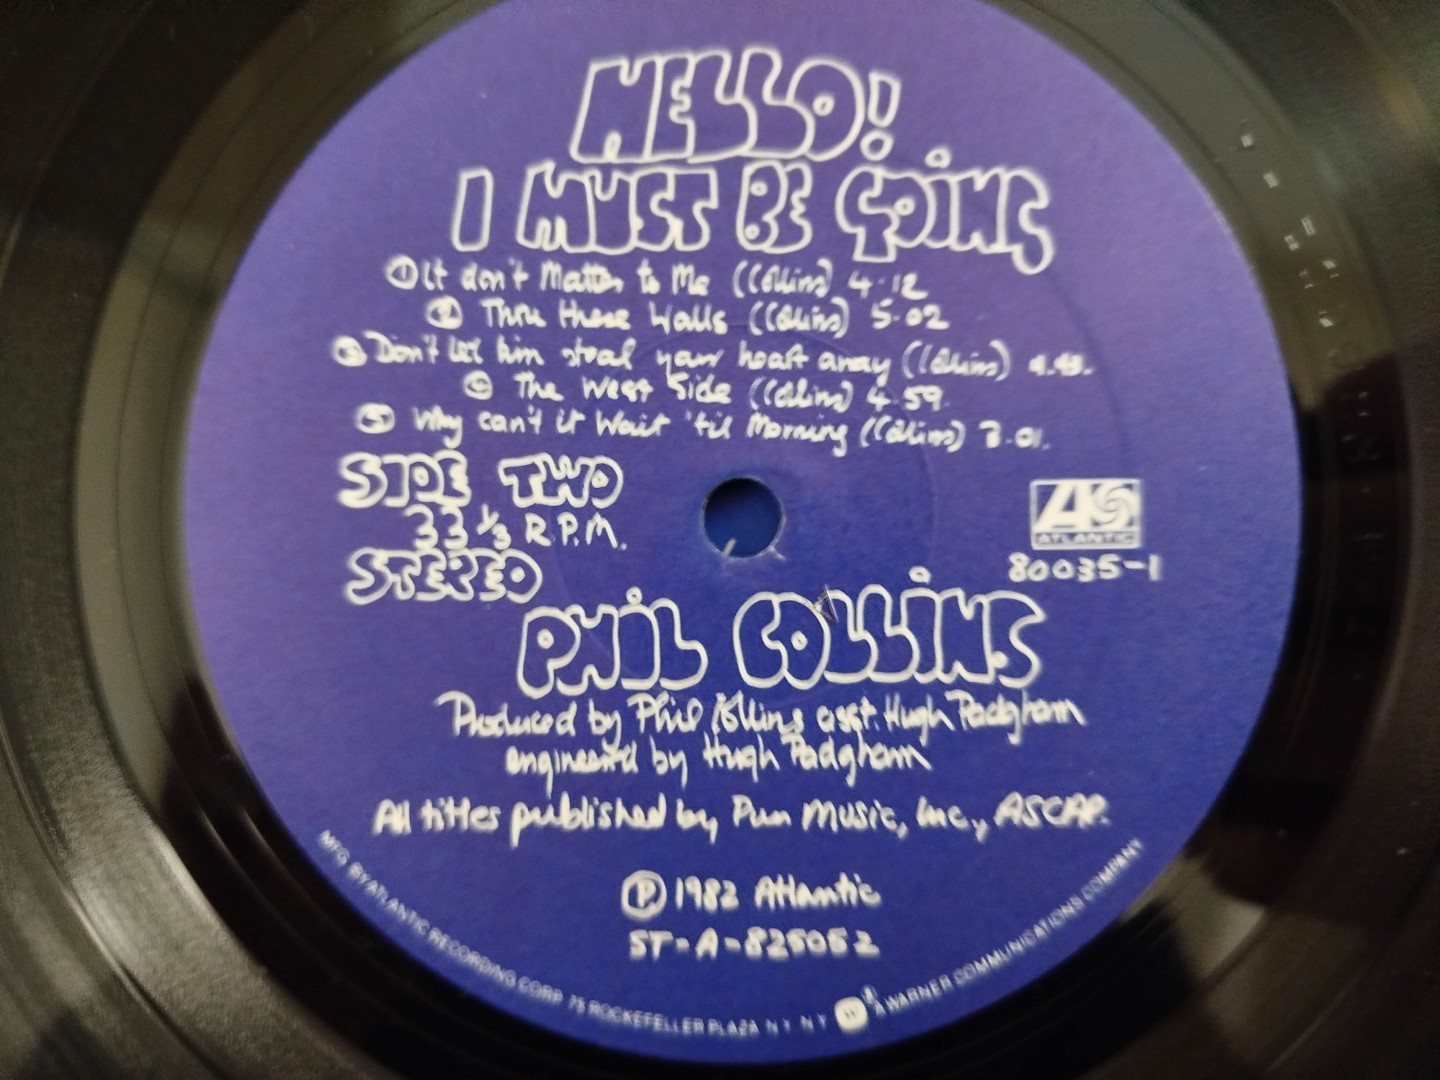 HELLO!
I MUST BE GOING
① It don't Matter to Me (Collins) 4·12
② Thru these Walls (Collins) 5·02
③ Don't let him steal your heart away (Collins) 4.43.
④ The West Side (Collins) 4·59.
⑤ Why can't it Wait 'til Morning (Collins) 3·01.
SIDE TWO
33 ⅓ R.P.M.
STEREO
ATLANTIC
80035-1
PHIL COLLINS
Produced by Phil Collins asst. Hugh Padgham
engineered by Hugh Padgham
All titles published by Pun Music, Inc., ASCAP.
Ⓟ 1982 Atlantic
ST-A-825052
MFG. BY ATLANTIC RECORDING CORP. 75 ROCKEFELLER PLAZA N.Y. N.Y. A WARNER COMMUNICATIONS COMPANY